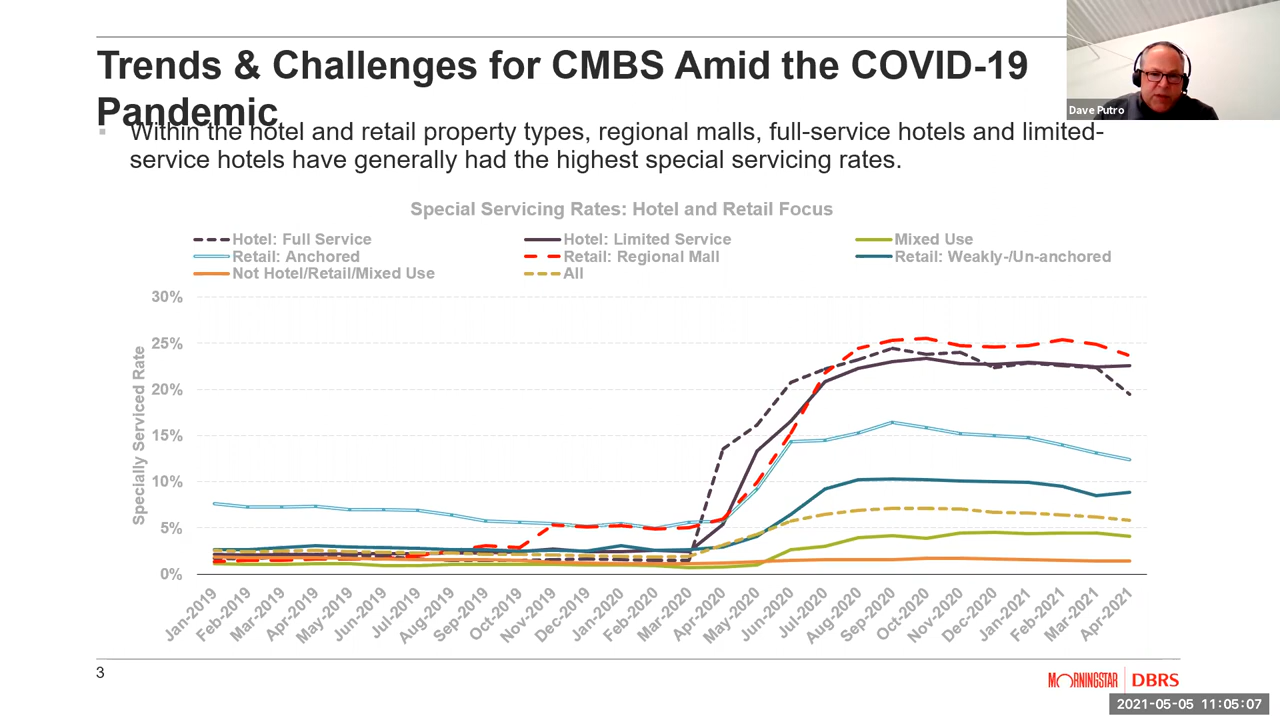 Trends & Challenges for CMBS Amid the COVID-19
Pandemic
Within the hotel and retail property types, regional malls, full-service hotels and limited-
service hotels have generally had the highest special servicing rates.
Dave Putro
Special Servicing Rates: Hotel and Retail Focus
Hotel: Full Service
Hotel: Limited Service
Mixed Use
Retail: Anchored
Retail: Regional Mall
Retail: Weakly-/Un-anchored
Not Hotel/Retail/Mixed Use
All
Specially Serviced Rate
30%
25%
20%
15%
10%
5%
0%
Jan-2019
Feb-2019
Mar-2019
Apr-2019
May-2019
Jun-2019
Jul-2019
Aug-2019
Sep-2019
Oct-2019
Nov-2019
Dec-2019
Jan-2020
Feb-2020
Mar-2020
Apr-2020
May-2020
Jun-2020
Jul-2020
Aug-2020
Sep-2020
Oct-2020
Nov-2020
Dec-2020
Jan-2021
Feb-2021
Mar-2021
Apr-2021
3
MORNINGSTAR DBRS
2021-05-05 11:05:07